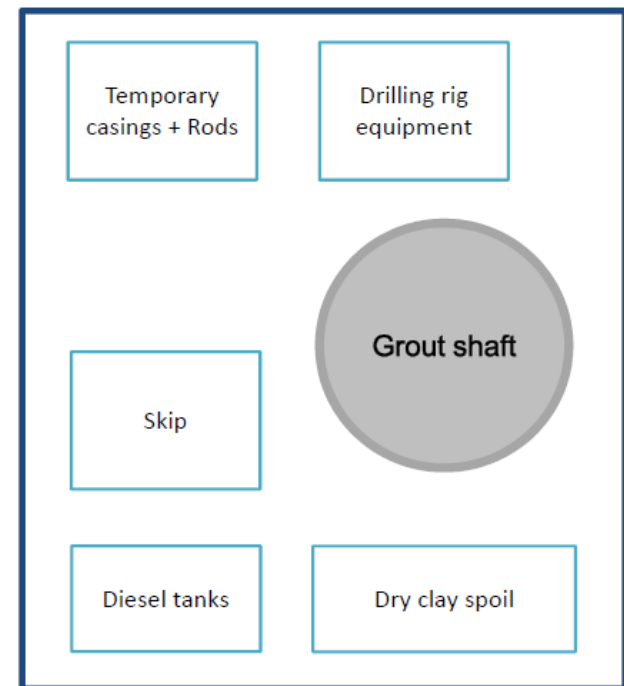 Temporary
casings + Rods
Drilling rig
equipment
Grout shaft
Skip
Diesel tanks
Dry clay spoil